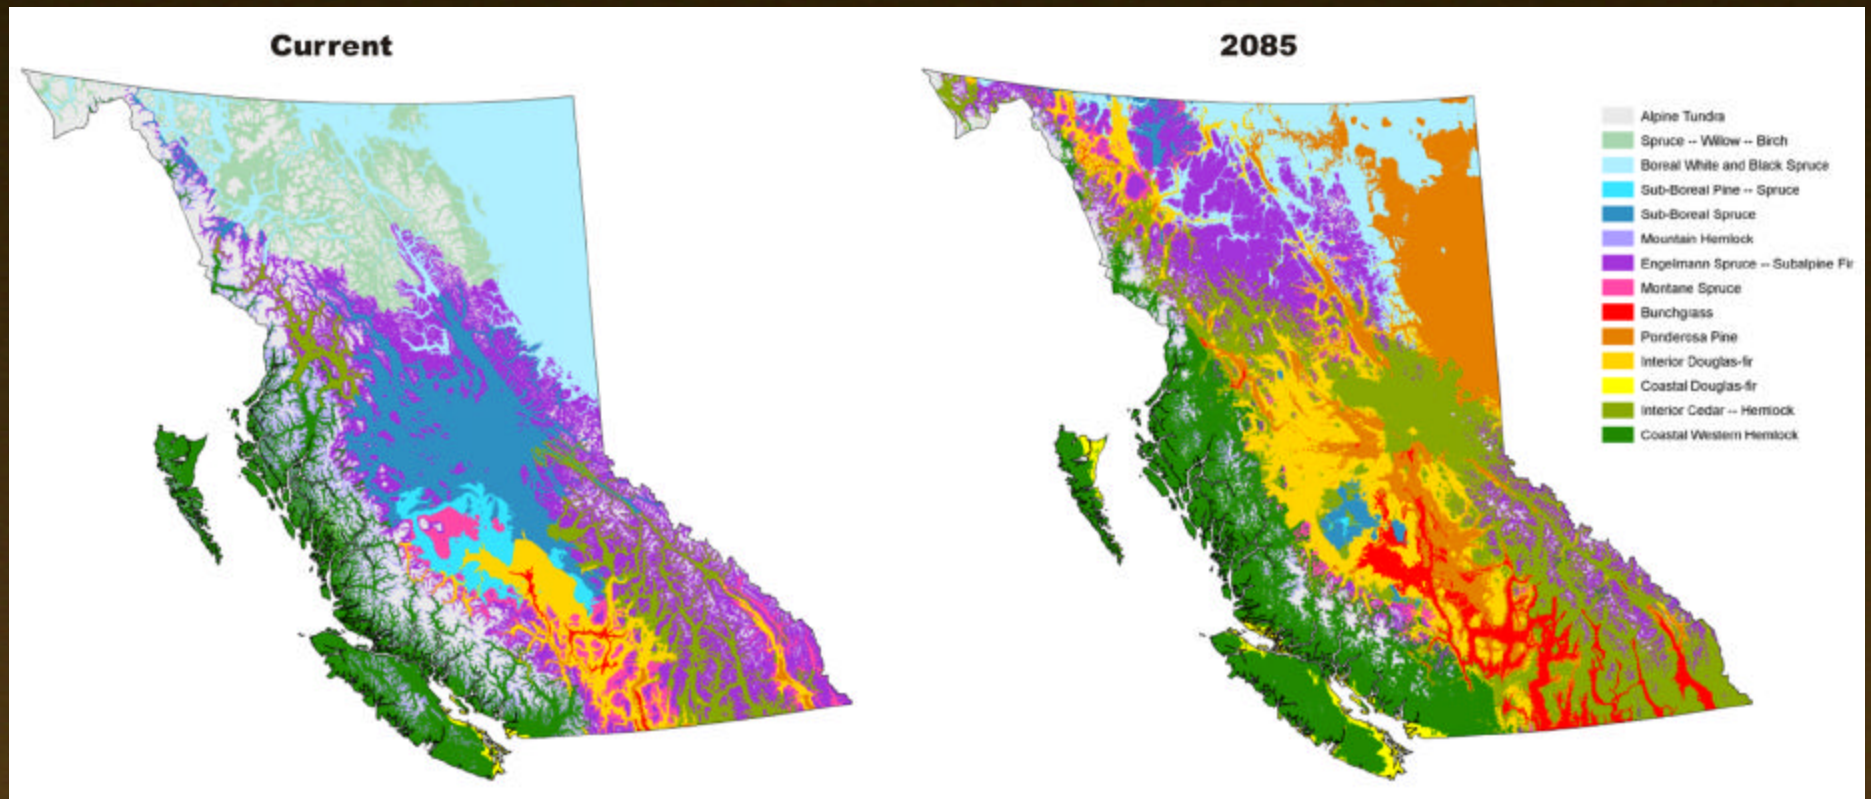 Current
2085
Alpine Tundra
Spruce -- Willow -- Birch
Boreal White and Black Spruce
Sub-Boreal Pine -- Spruce
Sub-Boreal Spruce
Mountain Hemlock
Engelmann Spruce -- Subalpine Fir
Montane Spruce
Bunchgrass
Ponderosa Pine
Interior Douglas-fir
Coastal Douglas-fir
Interior Cedar -- Hemlock
Coastal Western Hemlock